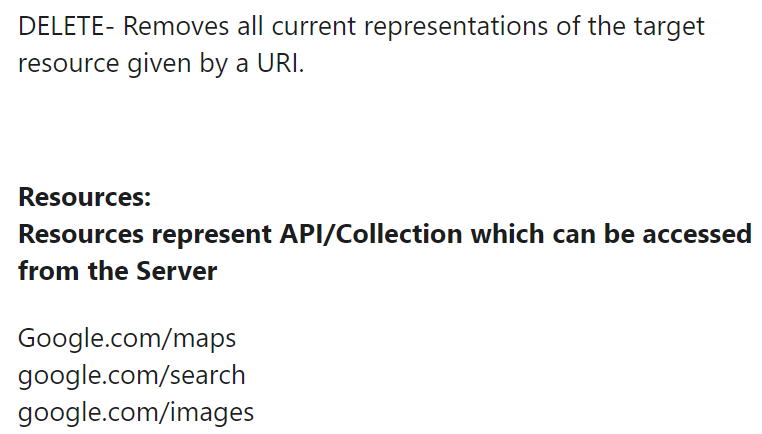 DELETE- Removes all current representations of the target
resource given by a URI.
Resources:
Resources represent API/Collection which can be accessed
from the Server
Google.com/maps
google.com/search
google.com/images